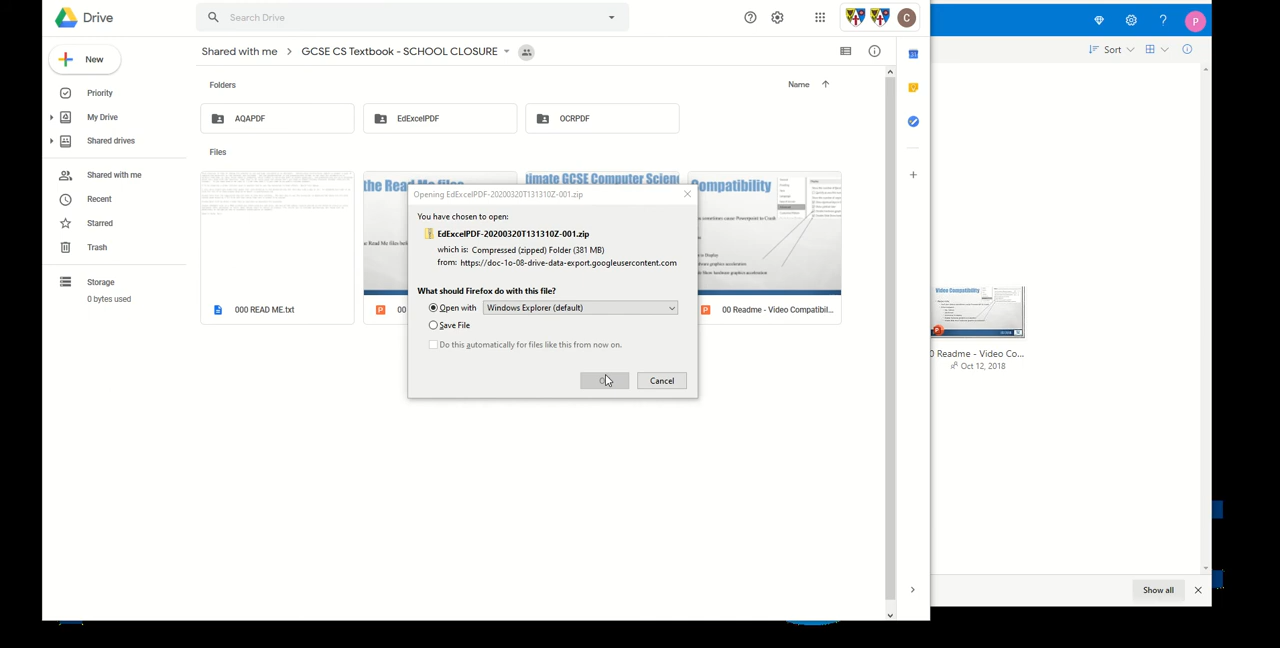 Drive
Search Drive
C
P
New
Shared with me > GCSE CS Textbook - SCHOOL CLOSURE
Sort
Priority
My Drive
Shared drives
Shared with me
Recent
Starred
Trash
Storage
0 bytes used
Folders
Name
AQAPDF
EdExcelPDF
OCRPDF
Files
000 READ ME.txt
the Read Me files
timate GCSE Computer Scien
ompatibility
00
00 Readme - Video Compatibil...
Opening EdExcelPDF-20200320T131310Z-001.zip
You have chosen to open:
EdExcelPDF-20200320T131310Z-001.zip
which is: Compressed (zipped) Folder (381 MB)
from: https://doc-1o-08-drive-data-export.googleusercontent.com
What should Firefox do with this file?
Open with Windows Explorer (default)
Save File
Do this automatically for files like this from now on.
Cancel
Video Compatibility
0 Readme - Video Co...
Oct 12, 2018
Show all